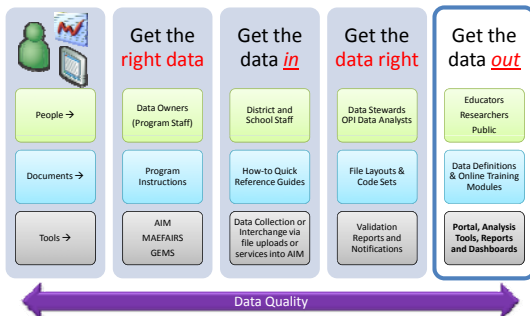 Get the
right data
Get the
data in
Get the
data right
Get the
data out
People →
Data Owners
(Program Staff)
District and
School Staff
Data Stewards
OPI Data Analysts
Educators
Researchers
Public
Documents →
Program
Instructions
How-to Quick
Reference Guides
File Layouts &
Code Sets
Data Definitions
& Online Training
Modules
Tools →
AIM
MAEFAIRS
GEMS
Data Collection or
Interchange via
file uploads or
services into AIM
Validation
Reports and
Notifications
Portal, Analysis
Tools, Reports
and Dashboards
Data Quality